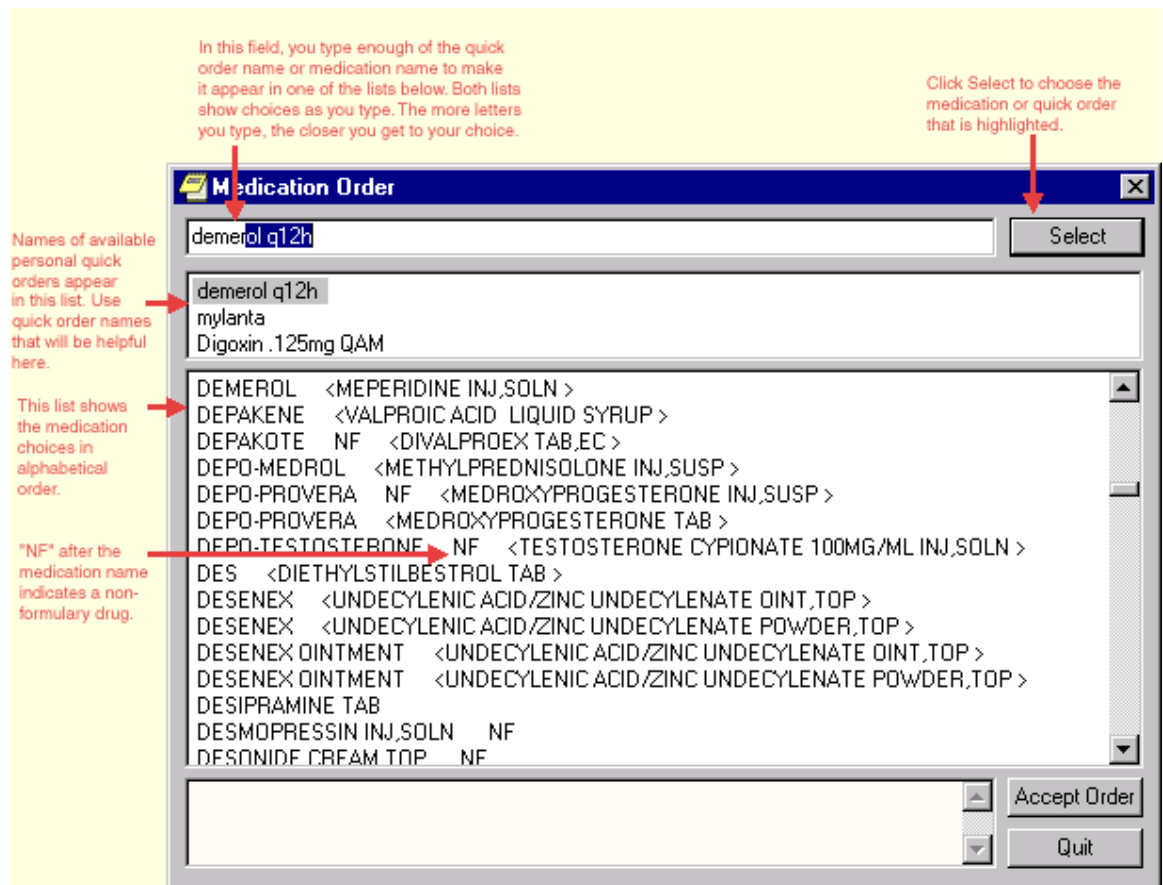 In this field, you type enough of the quick
order name or medication name to make
it appear in one of the lists below. Both lists
show choices as you type. The more letters
you type, the closer you get to your choice.
Click Select to choose the
medication or quick order
that is highlighted.
Medication Order
demerol q12h
Select
Names of available
personal quick
orders appear
in this list. Use
quick order names
that will be helpful
here.
demerol q12h
mylanta
Digoxin .125mg QAM
This list shows
the medication
choices in
alphabetical
order.
"NF" after the
medication name
indicates a non-
formulary drug.
DEMEROL <MEPERIDINE INJ,SOLN >
DEPAKENE <VALPROIC ACID LIQUID SYRUP >
DEPAKOTE NF <DIVALPROEX TAB,EC >
DEPO-MEDROL <METHYLPREDNISOLONE INJ,SUSP >
DEPO-PROVERA NF <MEDROXYPROGESTERONE INJ,SUSP >
DEPO-PROVERA <MEDROXYPROGESTERONE TAB >
DEPO-TESTOSTERONE NF <TESTOSTERONE CYPIONATE 100MG/ML INJ,SOLN >
DES <DIETHYLSTILBESTROL TAB >
DESENEX <UNDECYLENIC ACID/ZINC UNDECYLENATE OINT,TOP >
DESENEX <UNDECYLENIC ACID/ZINC UNDECYLENATE POWDER,TOP >
DESENEX OINTMENT <UNDECYLENIC ACID/ZINC UNDECYLENATE OINT,TOP >
DESENEX OINTMENT <UNDECYLENIC ACID/ZINC UNDECYLENATE POWDER,TOP >
DESIPRAMINE TAB
DESMOPRESSIN INJ,SOLN NF
DESONIDE CREAM TOP NF
Accept Order
Quit